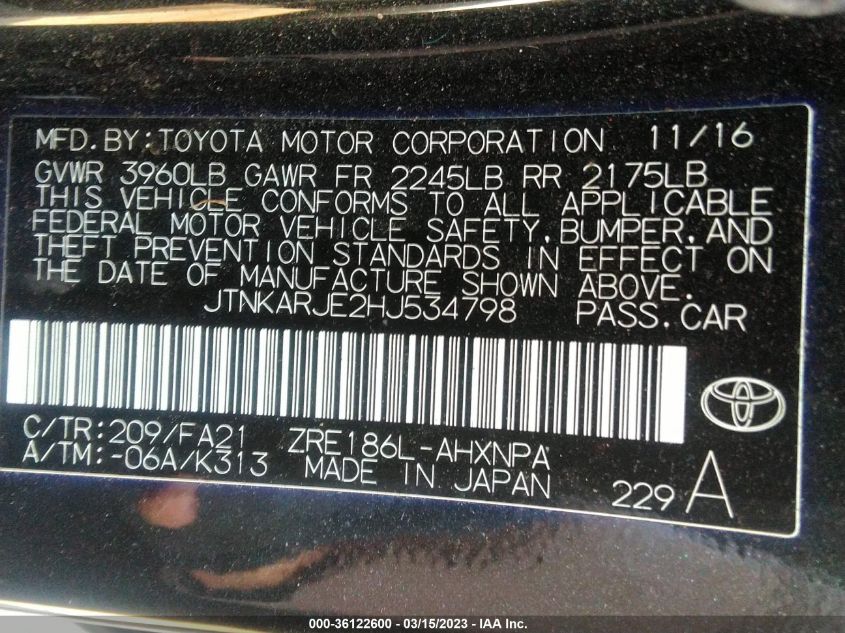 MFD.BY:TOYOTA MOTOR CORPORATION 11/16
GVWR 3960LB GAWR FR 2245LB RR 2175LB
THIS VEHICLE CONFORMS TO ALL APPLICABLE
FEDERAL MOTOR VEHICLE SAFETY,BUMPER,AND
THEFT PREVENTION STANDARDS IN EFFECT ON
THE DATE OF MANUFACTURE SHOWN ABOVE.
JTNKARJE2HJ534798 PASS.CAR
C/TR:209/FA21 ZRE186L-AHXNPA
A/TM:-06A/K313 MADE IN JAPAN
229 A
000-36122600 - 03/15/2023 - IAA Inc.